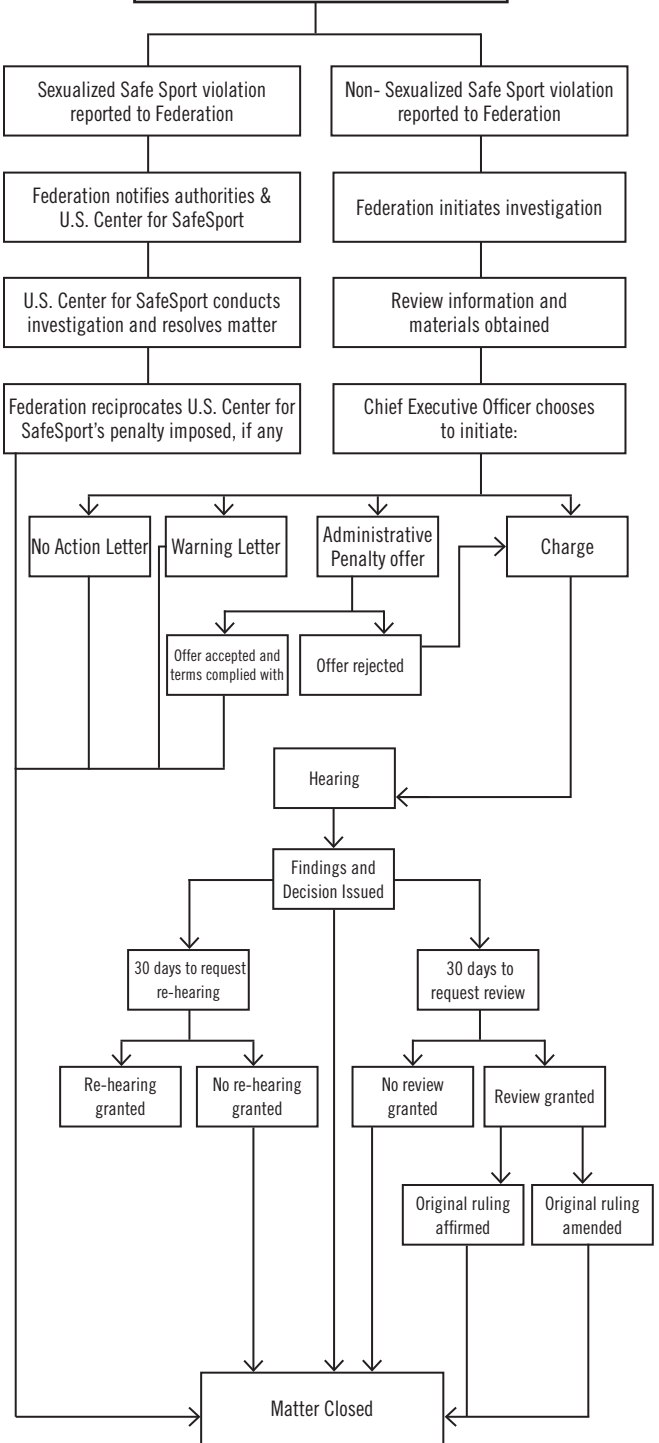 Sexualized Safe Sport violation
reported to Federation
Non- Sexualized Safe Sport violation
reported to Federation
Federation notifies authorities &
U.S. Center for SafeSport
Federation initiates investigation
U.S. Center for SafeSport conducts
investigation and resolves matter
Review information and
materials obtained
Federation reciprocates U.S. Center for
SafeSport's penalty imposed, if any
Chief Executive Officer chooses
to initiate:
No Action Letter
Warning Letter
Administrative
Penalty offer
Charge
Offer accepted and
terms complied with
Offer rejected
Hearing
Findings and
Decision Issued
30 days to request
re-hearing
30 days to
request review
Re-hearing
granted
No re-hearing
granted
No review
granted
Review granted
Original ruling
affirmed
Original ruling
amended
Matter Closed